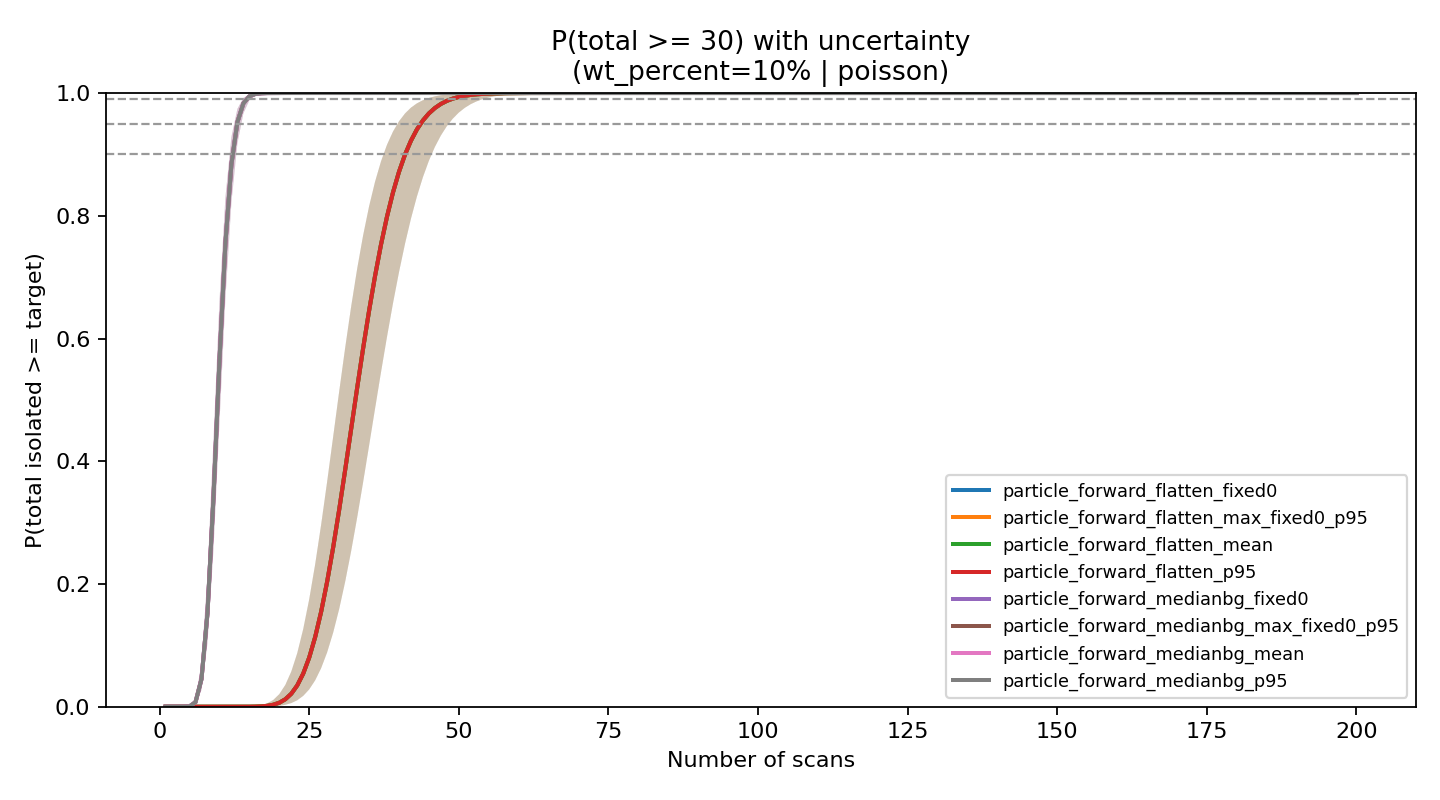 P(total >= 30) with uncertainty
(wt_percent=10% | poisson)
P(total isolated >= target)
1.0
0.8
0.6
0.4
0.2
0.0
0
25
50
75
100
125
150
175
200
Number of scans
particle_forward_flatten_fixed0
particle_forward_flatten_max_fixed0_p95
particle_forward_flatten_mean
particle_forward_flatten_p95
particle_forward_medianbg_fixed0
particle_forward_medianbg_max_fixed0_p95
particle_forward_medianbg_mean
particle_forward_medianbg_p95